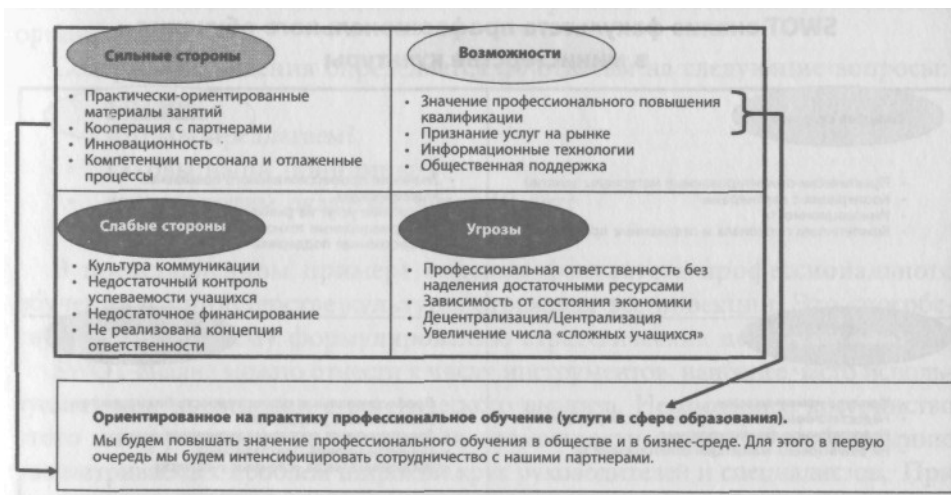 Сильные стороны
• Практически-ориентированные
материалы занятий
• Кооперация с партнерами
• Инновационность
• Компетенции персонала и отлаженные
процессы
Возможности
• Значение профессионального повышения
квалификации
• Признание услуг на рынке
• Информационные технологии
• Общественная поддержка
Слабые стороны
• Культура коммуникации
• Недостаточный контроль
успеваемости учащихся
• Недостаточное финансирование
• Не реализована концепция
ответственности
Угрозы
• Профессиональная ответственность без
наделения достаточными ресурсами
• Зависимость от состояния экономики
• Децентрализация/Централизация
• Увеличение числа «сложных учащихся»
Ориентированное на практику профессиональное обучение (услуги в сфере образования).
Мы будем повышать значение профессионального обучения в обществе и в бизнес-среде. Для этого в первую
очередь мы будем интенсифицировать сотрудничество с нашими партнерами.